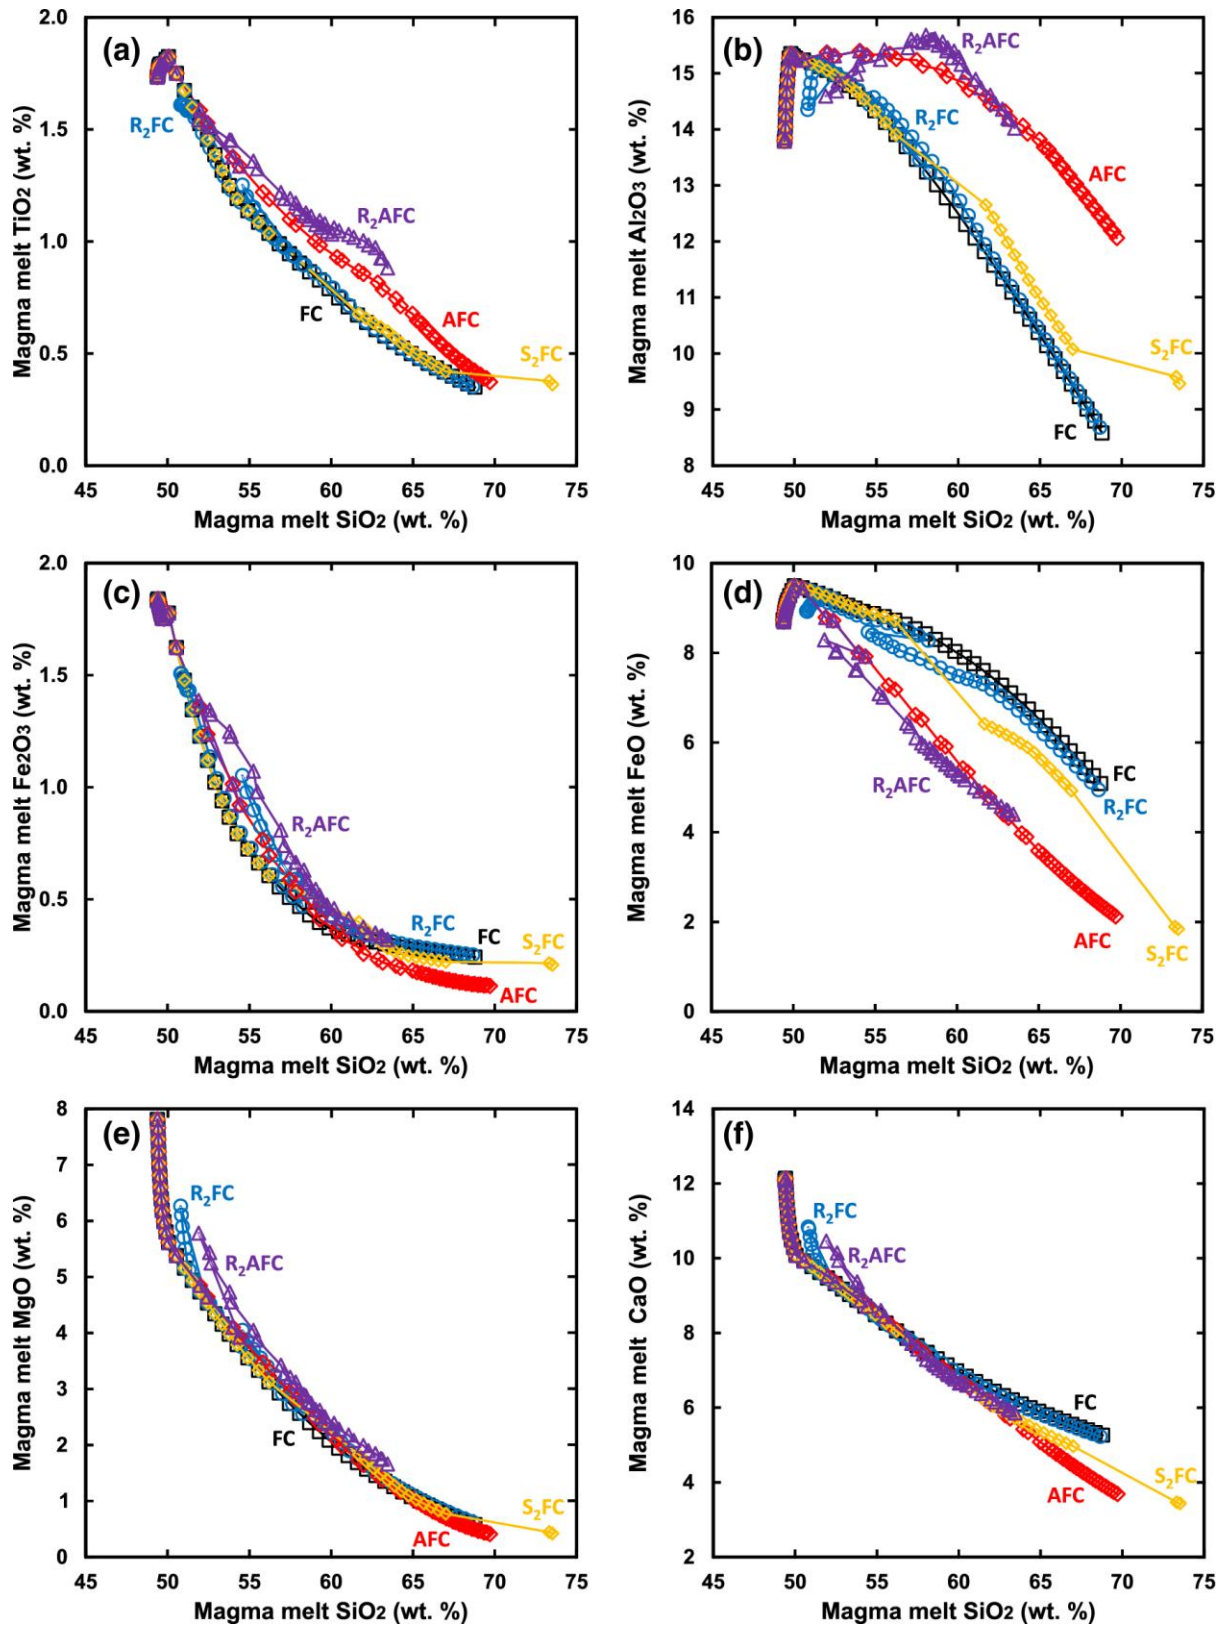 (a)
Magma melt TiO2 (wt. %)
2.0
1.5
1.0
0.5
0.0
R2FC
R2AFC
FC
AFC
S2FC
45 50 55 60 65 70 75
Magma melt SiO2 (wt. %)
(b)
Magma melt Al2O3 (wt. %)
16
15
14
13
12
11
10
9
8
R2AFC
R2FC
AFC
S2FC
FC
45 50 55 60 65 70 75
Magma melt SiO2 (wt. %)
(c)
Magma melt Fe2O3 (wt. %)
2.0
1.5
1.0
0.5
0.0
R2AFC
R2FC
FC
S2FC
AFC
45 50 55 60 65 70 75
Magma melt SiO2 (wt. %)
(d)
Magma melt FeO (wt. %)
10
8
6
4
2
0
R2AFC
FC
R2FC
AFC
S2FC
45 50 55 60 65 70 75
Magma melt SiO2 (wt. %)
(e)
Magma melt MgO (wt. %)
8
7
6
5
4
3
2
1
0
R2FC
R2AFC
FC
S2FC
AFC
45 50 55 60 65 70 75
Magma melt SiO2 (wt. %)
(f)
Magma melt CaO (wt. %)
14
12
10
8
6
4
2
R2FC
R2AFC
FC
S2FC
AFC
45 50 55 60 65 70 75
Magma melt SiO2 (wt. %)